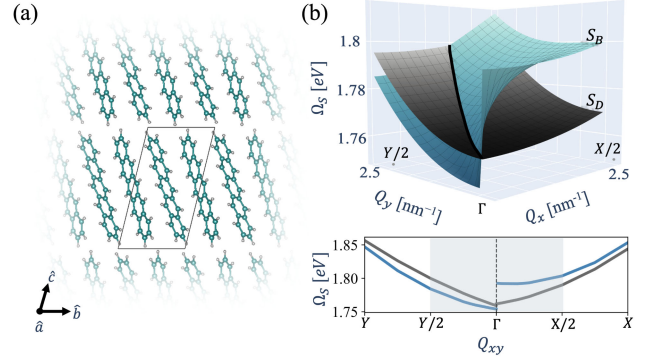 (a)
ĉ
â
b̂
(b)
Ω_S [eV]
1.8
1.78
1.76
S_B
S_D
Y/2
X/2
2.5
2.5
Q_y [nm⁻¹]
Γ
Q_x [nm⁻¹]
Ω_S [eV]
1.85
1.80
1.75
Y
Y/2
Γ
X/2
X
Q_xy